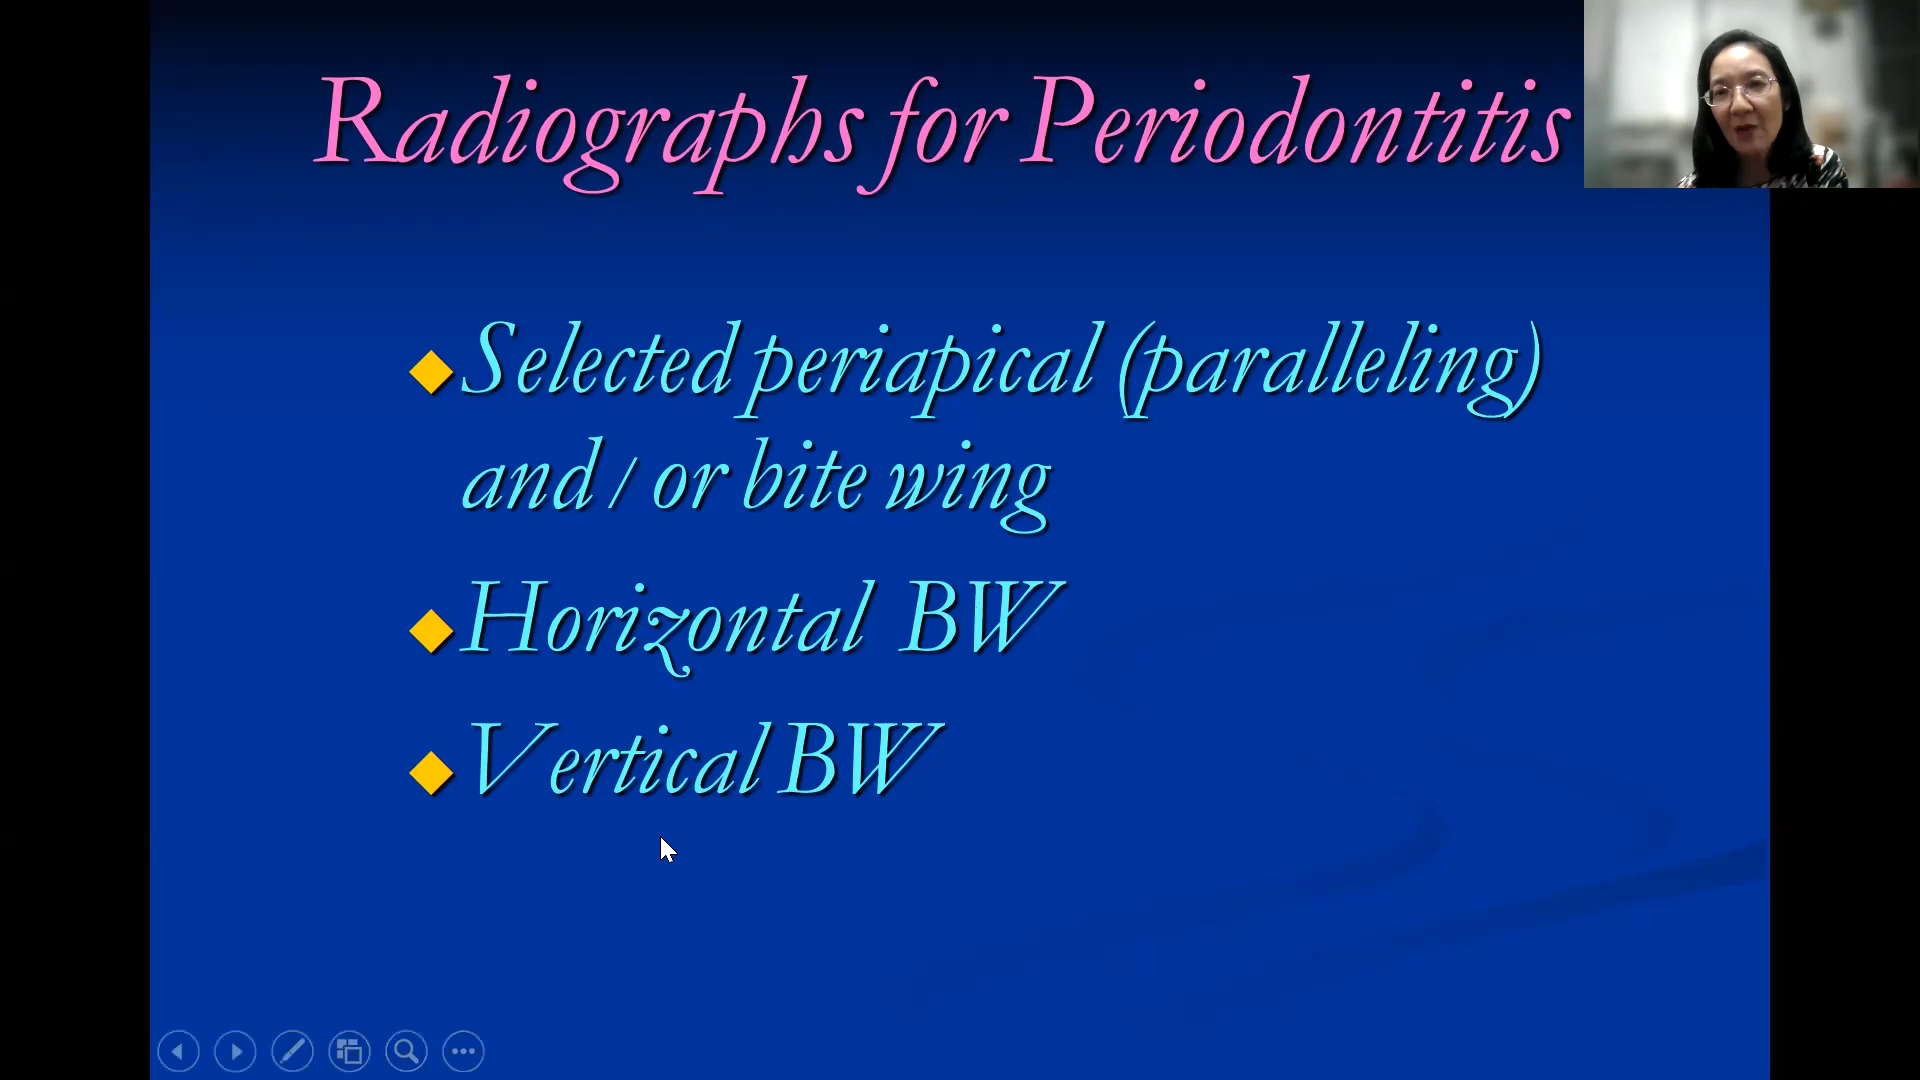 Radiographs for Periodontitis
Selected periapical (paralleling)
and / or bite wing
Horizontal BW
Vertical BW